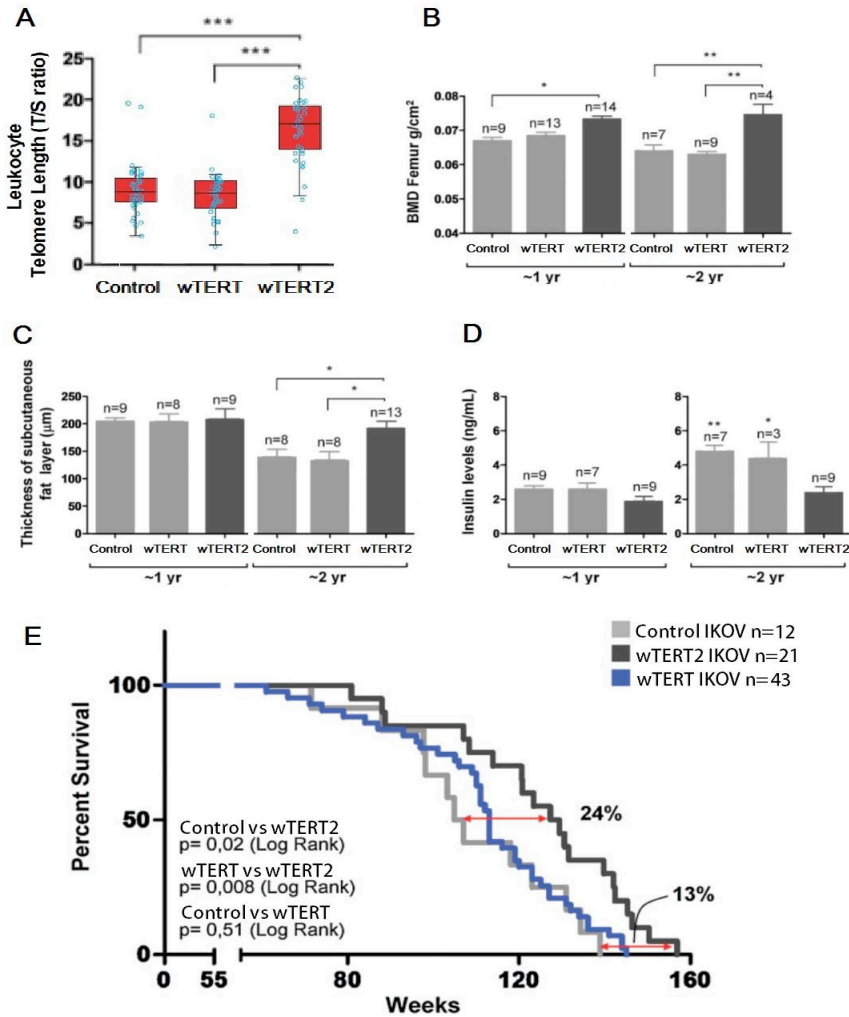 A
***
***
Leukocyte
Telomere Length (T/S ratio)
25
20
15
10
5
0
Control wTERT wTERT2
B
**
*
**
BMD Femur g/cm²
0.09
0.08
0.07
0.06
0.05
0.04
n=9
n=13
n=14
n=7
n=9
n=4
Control wTERT wTERT2 Control wTERT wTERT2
~1 yr ~2 yr
C
*
*
Thickness of subcutaneous
fat layer (μm)
250
200
150
100
50
0
n=9
n=8
n=9
n=8
n=8
n=13
Control wTERT wTERT2 Control wTERT wTERT2
~1 yr ~2 yr
D
Insulin levels (ng/mL)
8
6
4
2
0
n=9
n=7
n=9
Control wTERT wTERT2
~1 yr
8
6
4
2
0
**
n=7
*
n=3
n=9
Control wTERT wTERT2
~2 yr
E
Control IKOV n=12
wTERT2 IKOV n=21
wTERT IKOV n=43
Percent Survival
100
50
0
24%
13%
Control vs wTERT2
p= 0,02 (Log Rank)
wTERT vs wTERT2
p= 0,008 (Log Rank)
Control vs wTERT
p= 0,51 (Log Rank)
0 55 80 120 160
Weeks